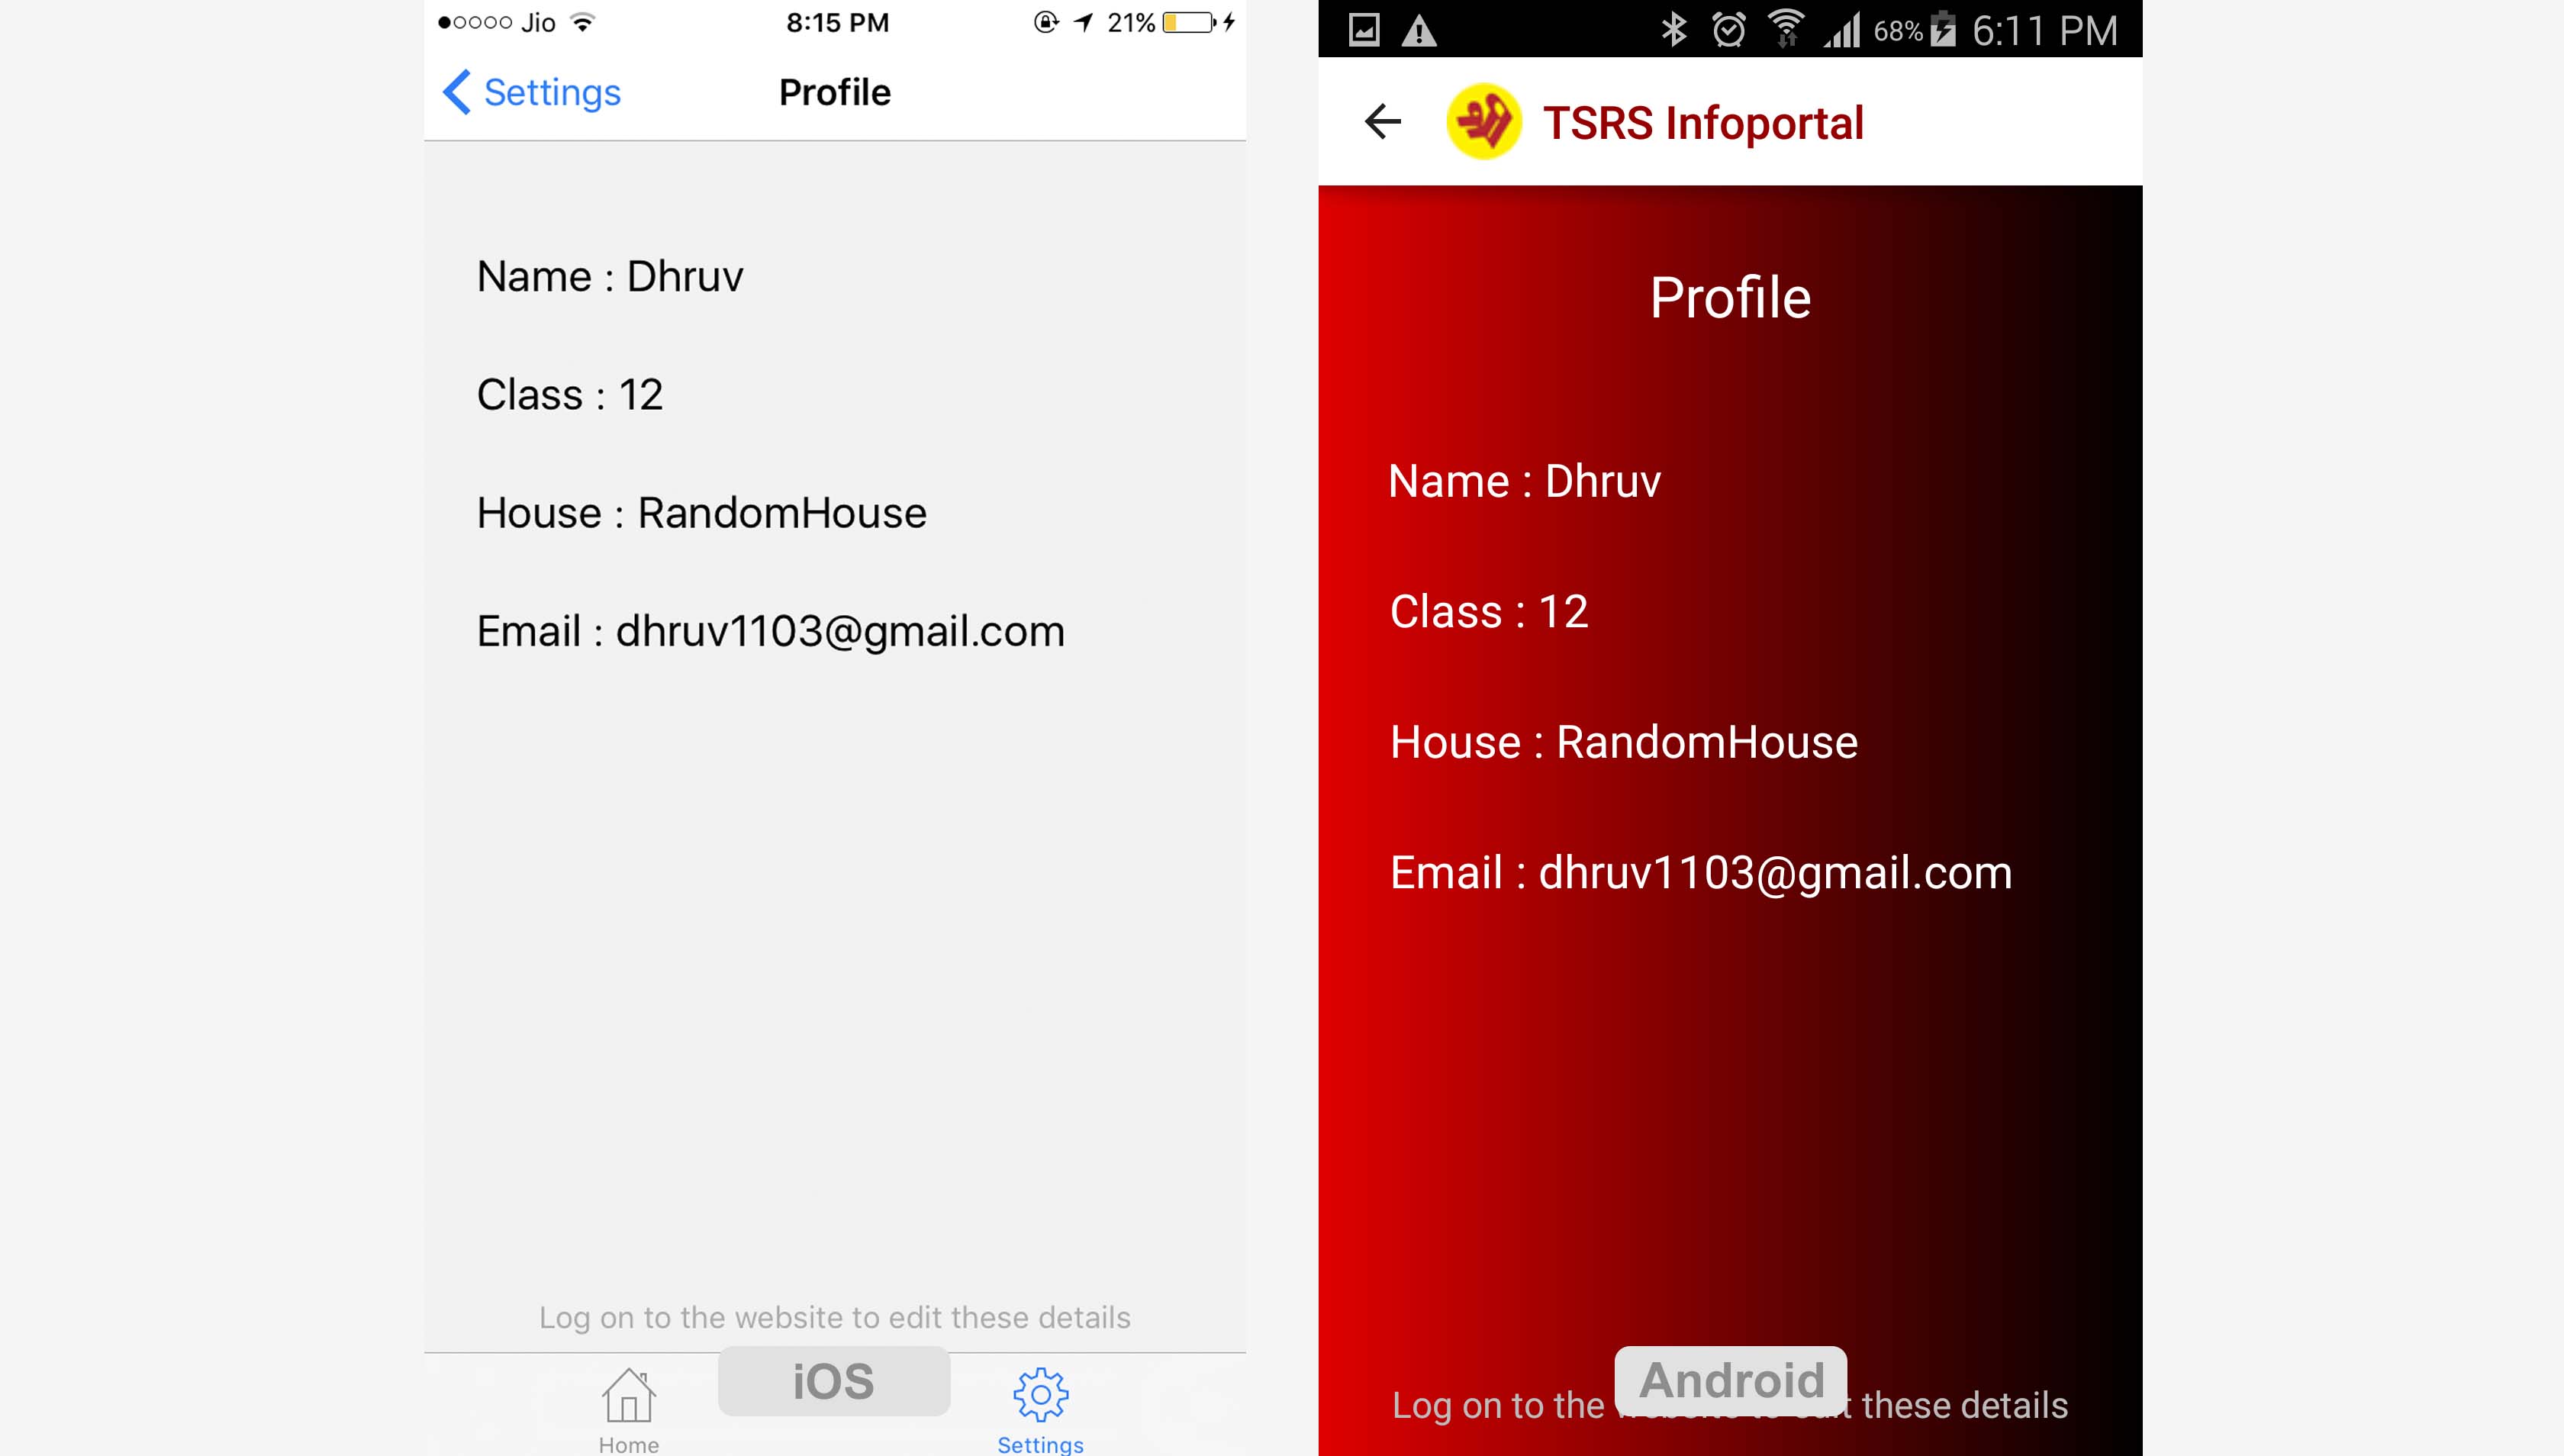 Jio 8:15 PM 21%
Settings Profile
Name : Dhruv
Class : 12
House : RandomHouse
Email : dhruv1103@gmail.com
Log on to the website to edit these details
iOS
Home Settings
68% 6:11 PM
TSRS Infoportal
Profile
Name : Dhruv
Class : 12
House : RandomHouse
Email : dhruv1103@gmail.com
Android
Log on to the these details